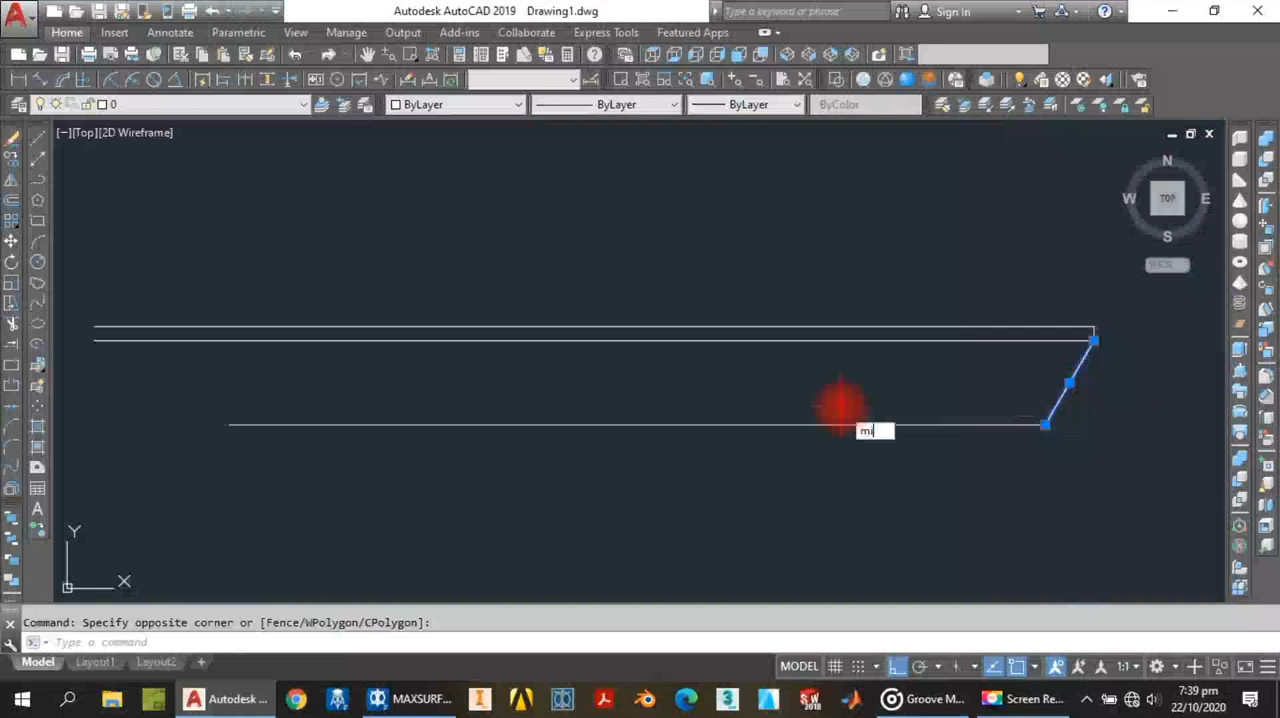 Autodesk AutoCAD 2019 Drawing1.dwg
Type a keyword or phrase
Sign In
Home Insert Annotate Parametric View Manage Output Add-ins Collaborate Express Tools Featured Apps
0
ByLayer
ByLayer
ByLayer
ByColor
[−][Top][2D Wireframe]
N
W TOP E
S
mi
Y
X
Command: Specify opposite corner or [Fence/WPolygon/CPolygon]:
Type a command
Model Layout1 Layout2 +
MODEL
1:1
Autodesk ...
MAXSURF...
Groove M...
Screen Re...
7:39 pm
22/10/2020